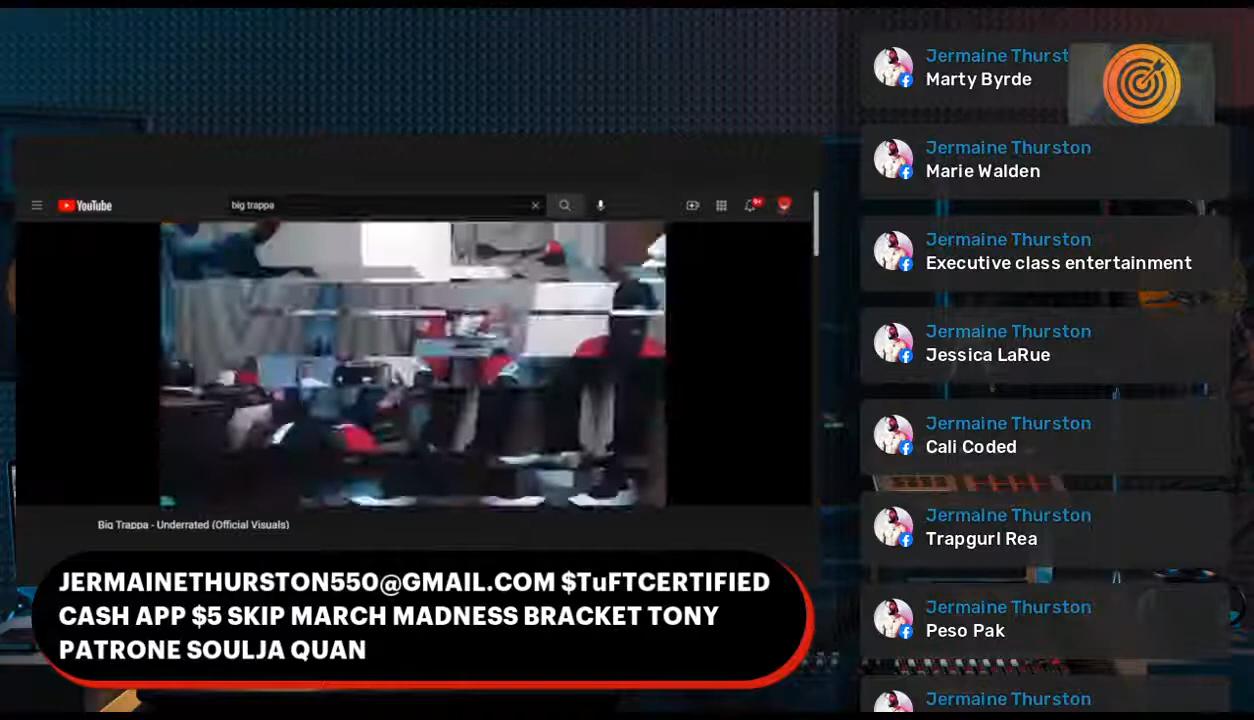 YouTube
big trappa
9+
Big Trappa - Underrated (Official Visuals)
JERMAINETHURSTON550@GMAIL.COM $TuFTCERTIFIED
CASH APP $5 SKIP MARCH MADNESS BRACKET TONY
PATRONE SOULJA QUAN
Jermaine Thurst
Marty Byrde
Jermaine Thurston
Marie Walden
Jermaine Thurston
Executive class entertainment
Jermaine Thurston
Jessica LaRue
Jermaine Thurston
Cali Coded
Jermaine Thurston
Trapgurl Rea
Jermaine Thurston
Peso Pak
Jermaine Thurston